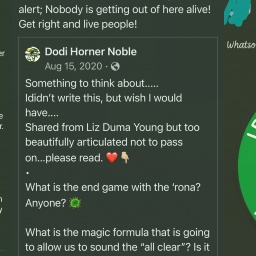 alert; Nobody is getting out of here alive!
Get right and live people!
Dodi Horner Noble
Aug 15, 2020 ·
Something to think about.....
Ididn't write this, but wish I would
have....
Shared from Liz Duma Young but too
beautifully articulated not to pass
on...please read. ❤️👇🏼
•
What is the end game with the 'rona?
Anyone? 🦠
What is the magic formula that is going
to allow us to sound the “all clear”? Is it
Whatso